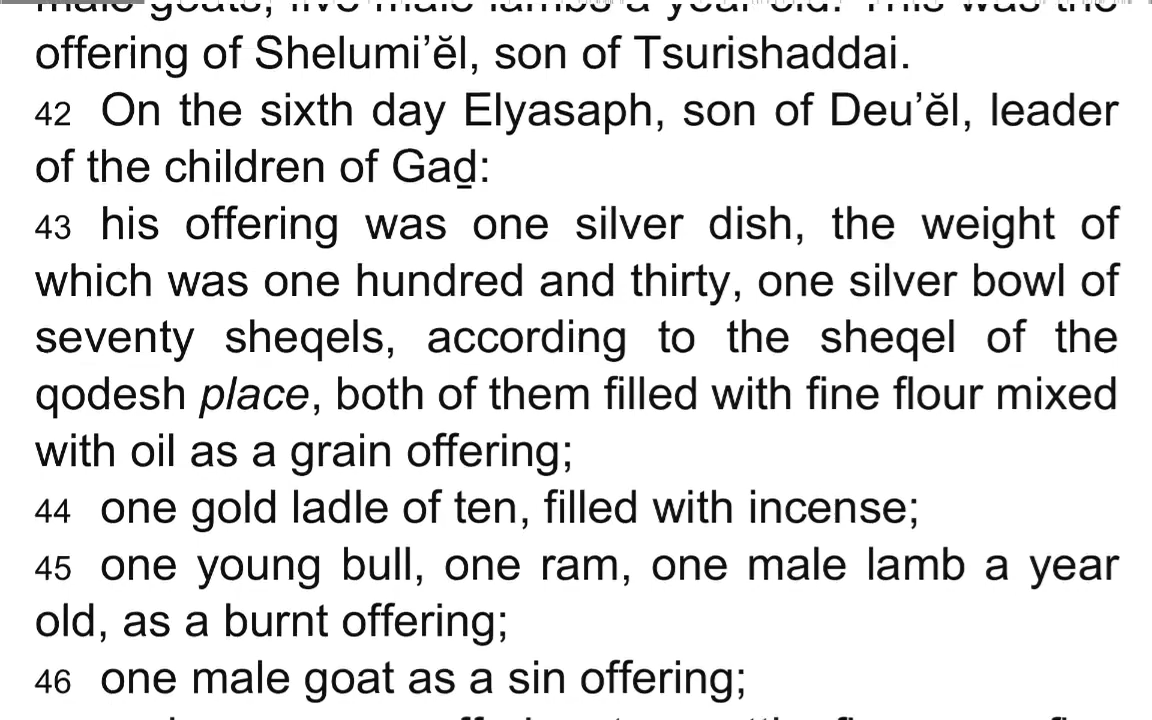 offering of Shelumi’ĕl, son of Tsurishaddai.
42 On the sixth day Elyasaph, son of Deu’ĕl, leader
of the children of Gaḏ:
43 his offering was one silver dish, the weight of
which was one hundred and thirty, one silver bowl of
seventy sheqels, according to the sheqel of the
qodesh place, both of them filled with fine flour mixed
with oil as a grain offering;
44 one gold ladle of ten, filled with incense;
45 one young bull, one ram, one male lamb a year
old, as a burnt offering;
46 one male goat as a sin offering;